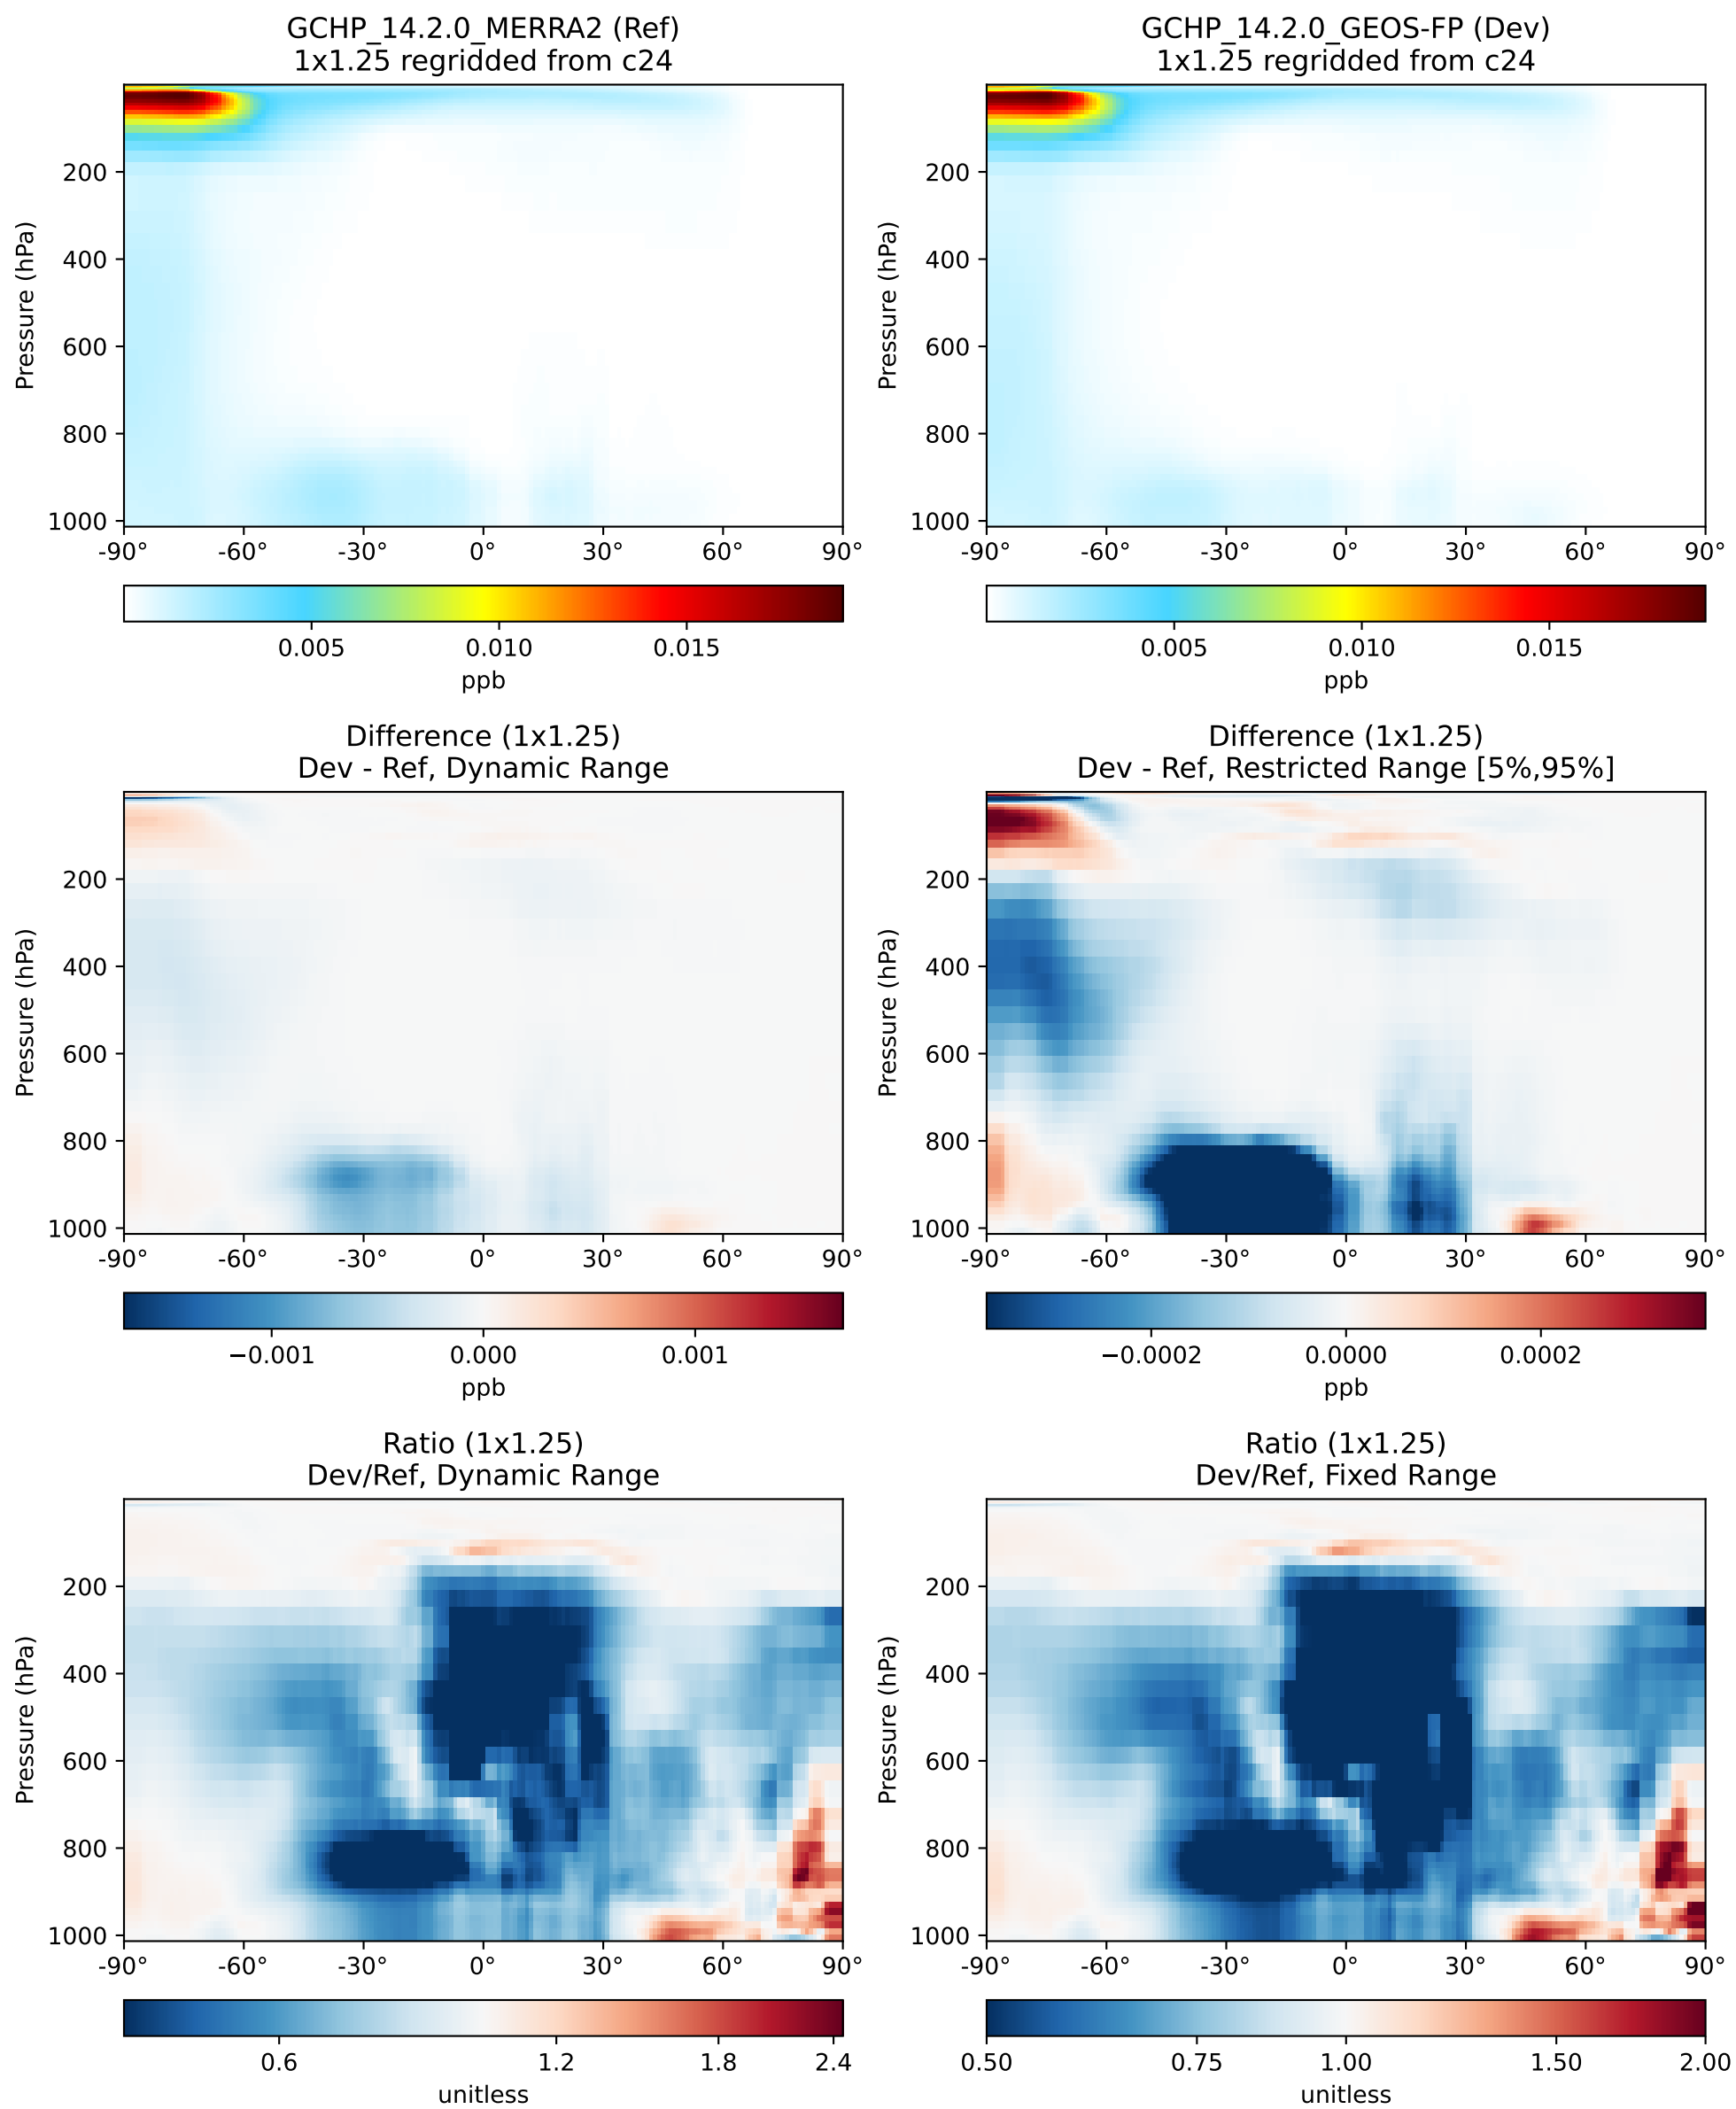 GCHP_14.2.0_MERRA2 (Ref)
1x1.25 regridded from c24
Pressure (hPa)
200
400
600
800
1000
-90° -60° -30° 0° 30° 60° 90°
0.005 0.010 0.015
ppb
GCHP_14.2.0_GEOS-FP (Dev)
1x1.25 regridded from c24
Pressure (hPa)
200
400
600
800
1000
-90° -60° -30° 0° 30° 60° 90°
0.005 0.010 0.015
ppb
Difference (1x1.25)
Dev - Ref, Dynamic Range
Pressure (hPa)
200
400
600
800
1000
-90° -60° -30° 0° 30° 60° 90°
−0.001 0.000 0.001
ppb
Difference (1x1.25)
Dev - Ref, Restricted Range [5%,95%]
Pressure (hPa)
200
400
600
800
1000
-90° -60° -30° 0° 30° 60° 90°
−0.0002 0.0000 0.0002
ppb
Ratio (1x1.25)
Dev/Ref, Dynamic Range
Pressure (hPa)
200
400
600
800
1000
-90° -60° -30° 0° 30° 60° 90°
0.6 1.2 1.8 2.4
unitless
Ratio (1x1.25)
Dev/Ref, Fixed Range
Pressure (hPa)
200
400
600
800
1000
-90° -60° -30° 0° 30° 60° 90°
0.50 0.75 1.00 1.50 2.00
unitless